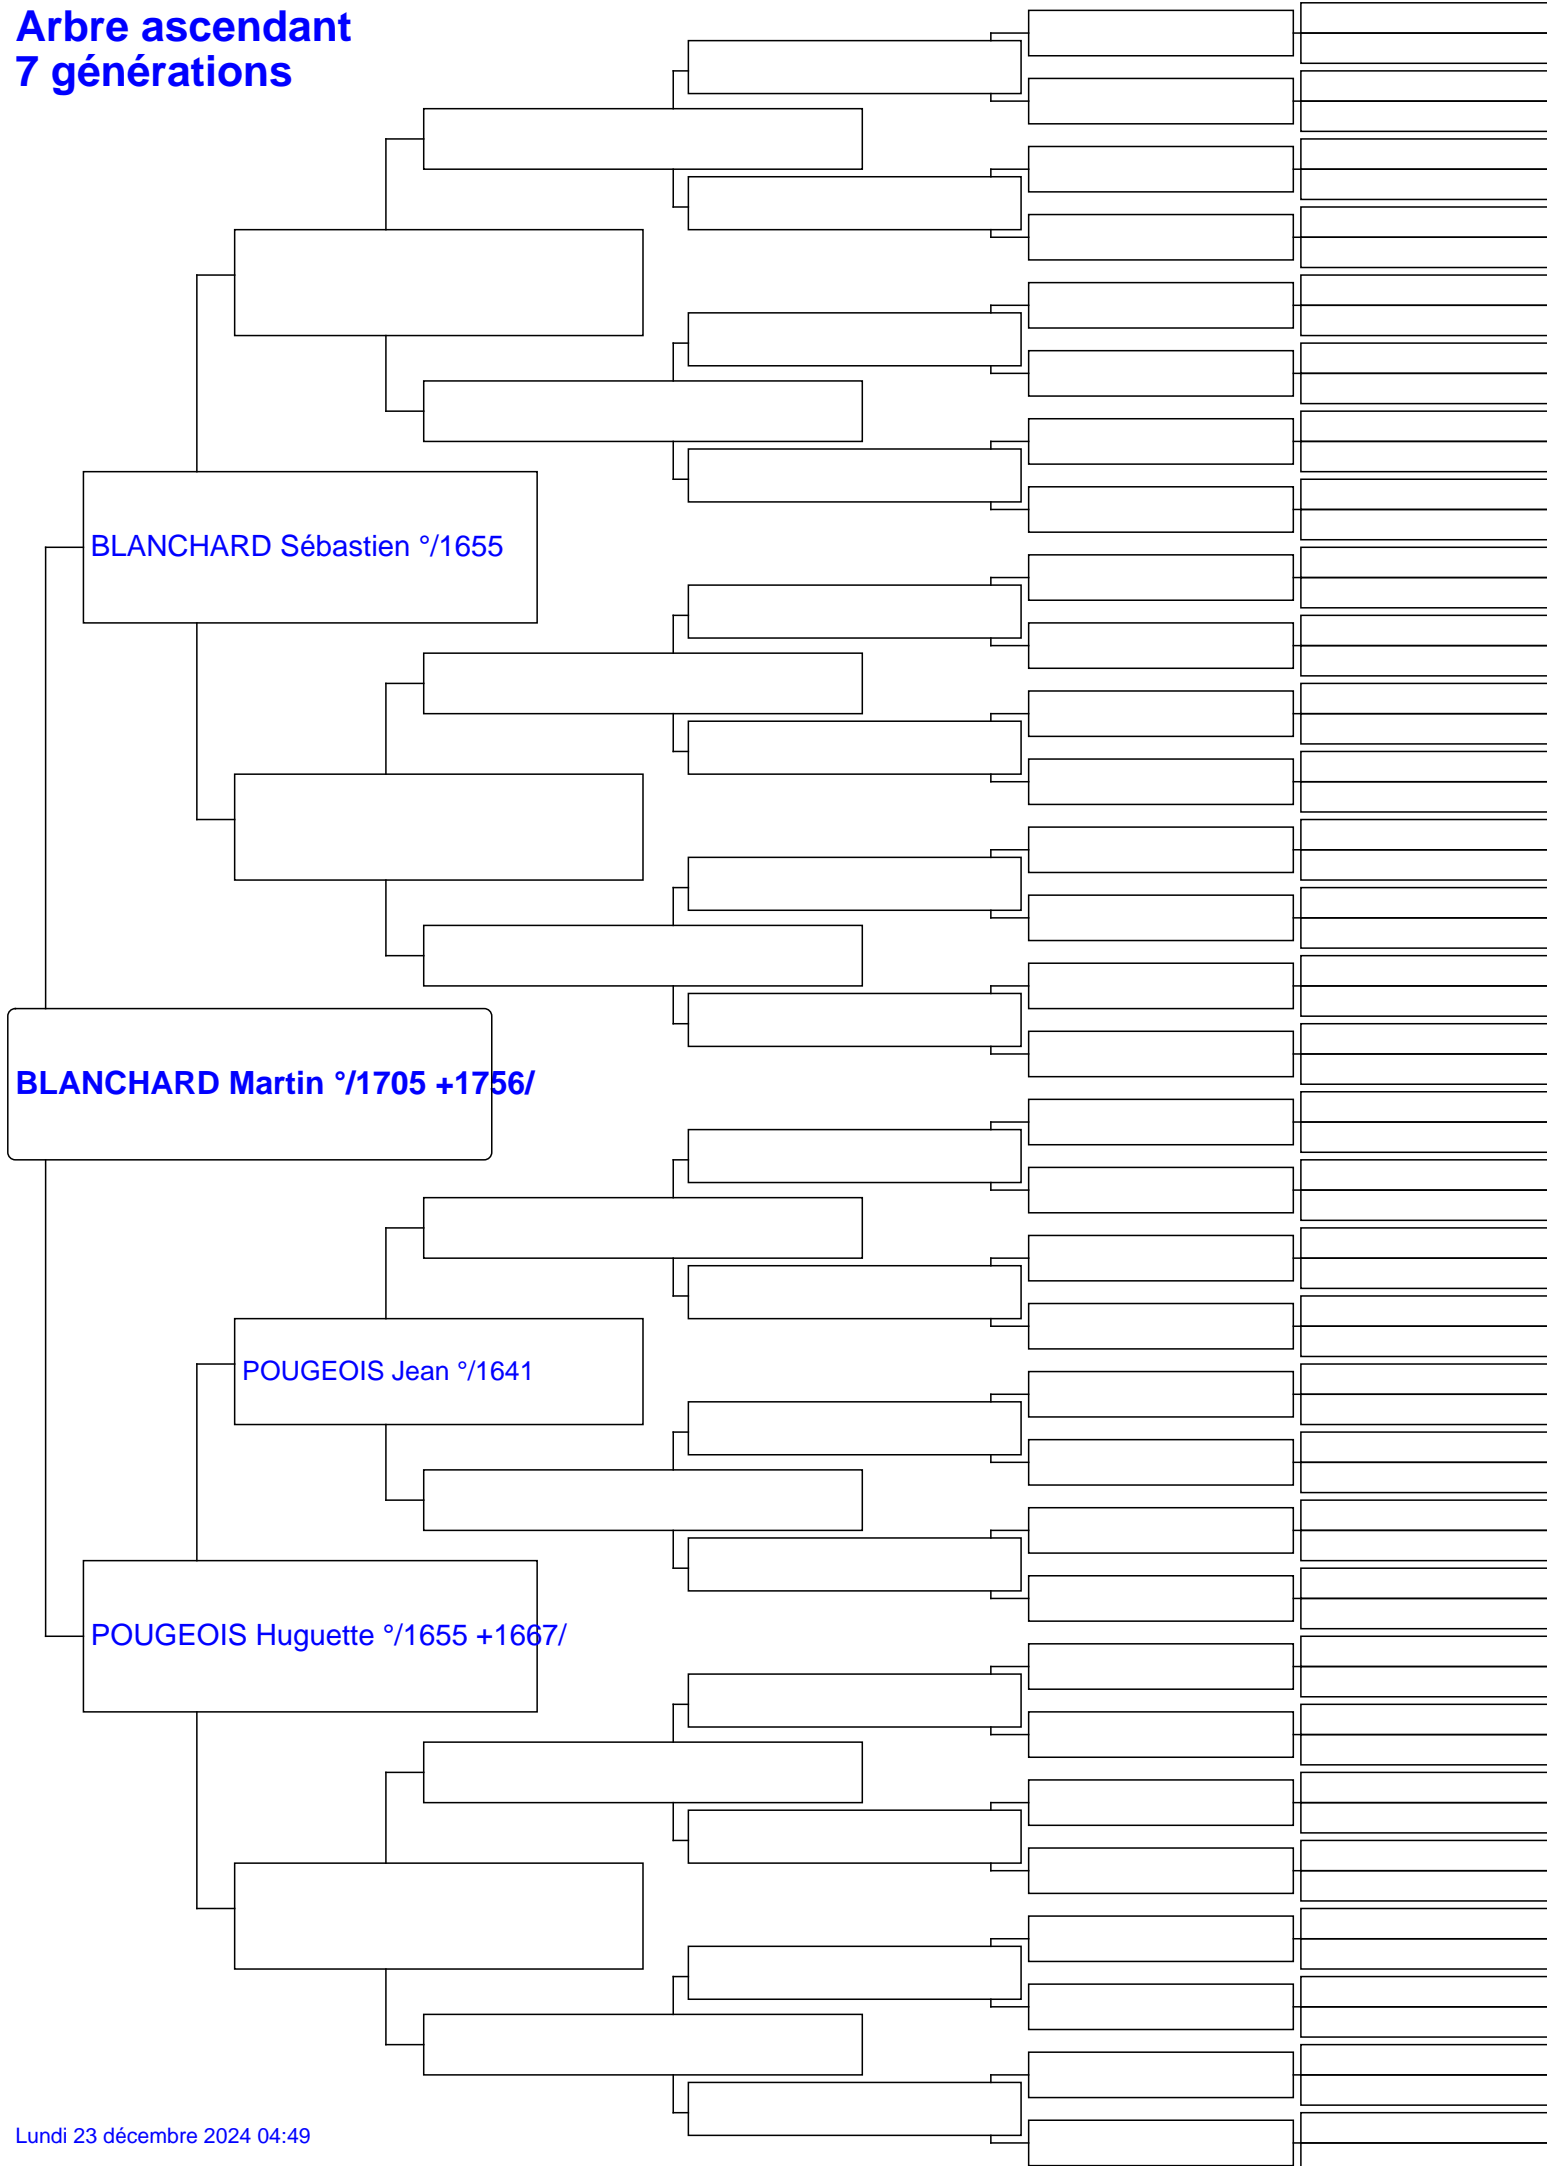 Arbre ascendant
7 générations
BLANCHARD Sébastien °/1655
BLANCHARD Martin °/1705 +1756/
POUGEOIS Jean °/1641
POUGEOIS Huguette °/1655 +1667/
Lundi 23 décembre 2024 04:49